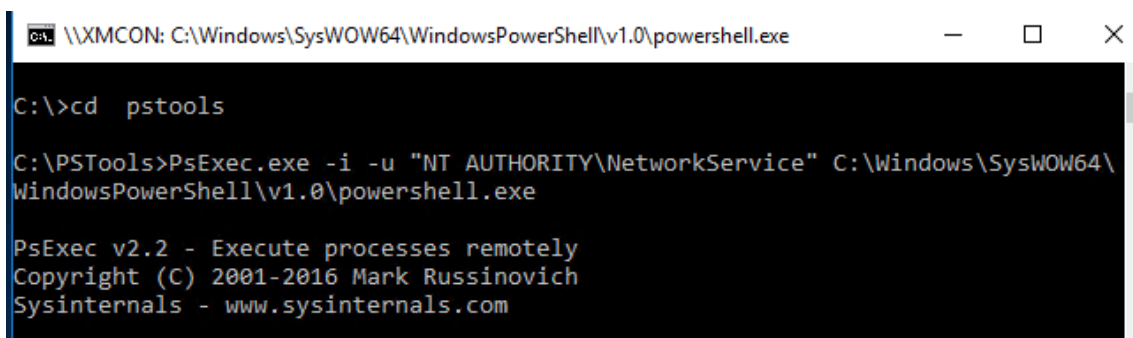 \\XMCON: C:\Windows\SysWOW64\WindowsPowerShell\v1.0\powershell.exe
C:\>cd  pstools
C:\PSTools>PsExec.exe -i -u "NT AUTHORITY\NetworkService" C:\Windows\SysWOW64\
WindowsPowerShell\v1.0\powershell.exe
PsExec v2.2 - Execute processes remotely
Copyright (C) 2001-2016 Mark Russinovich
Sysinternals - www.sysinternals.com